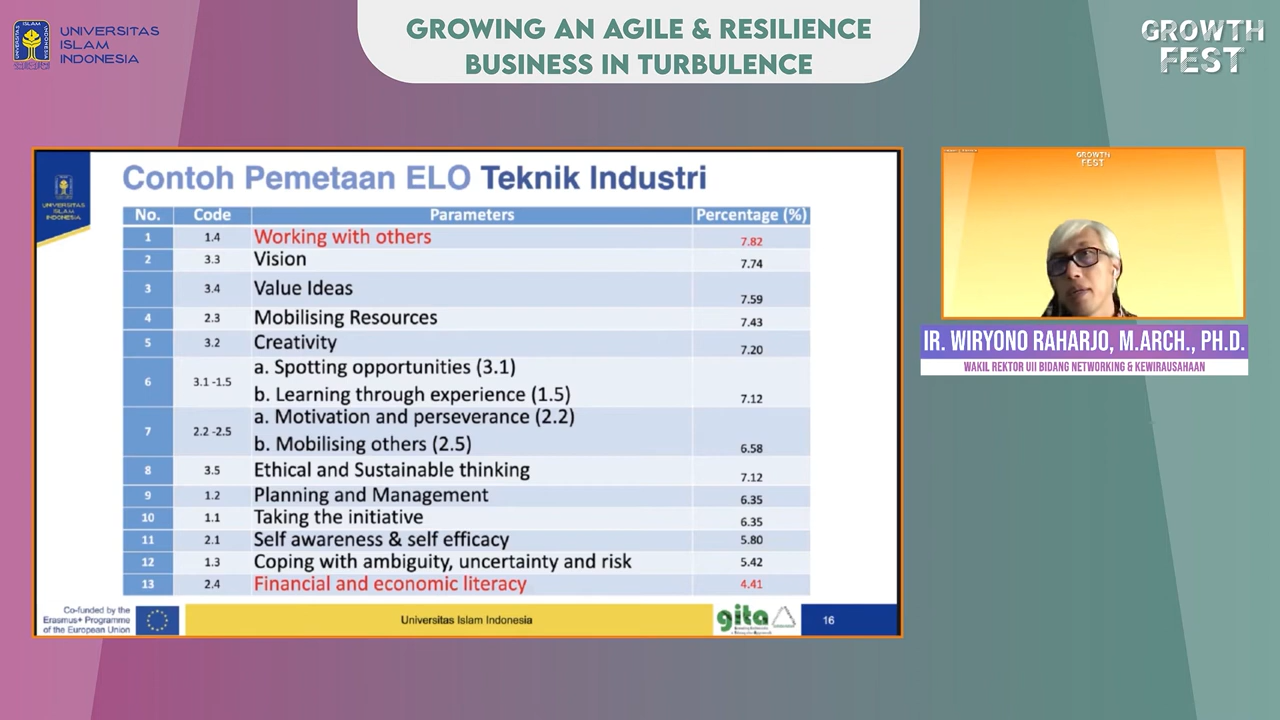 UNIVERSITAS
ISLAM
INDONESIA
GROWING AN AGILE & RESILIENCE
BUSINESS IN TURBULENCE
GROWTH
FEST
UNIVERSITAS
ISLAM
INDONESIA
Contoh Pemetaan ELO Teknik Industri
No. Code Parameters Percentage (%)
1 1.4 Working with others 7.82
2 3.3 Vision 7.74
3 3.4 Value Ideas 7.59
4 2.3 Mobilising Resources 7.43
5 3.2 Creativity 7.20
6 3.1 -1.5 a. Spotting opportunities (3.1)
b. Learning through experience (1.5) 7.12
7 2.2 -2.5 a. Motivation and perseverance (2.2)
b. Mobilising others (2.5) 6.58
8 3.5 Ethical and Sustainable thinking 7.12
9 1.2 Planning and Management 6.35
10 1.1 Taking the initiative 6.35
11 2.1 Self awareness & self efficacy 5.80
12 1.3 Coping with ambiguity, uncertainty and risk 5.42
13 2.4 Financial and economic literacy 4.41
Co-funded by the
Erasmus+ Programme
of the European Union
Universitas Islam Indonesia
gita
16
GROWTH
FEST
IR. WIRYONO RAHARJO, M.ARCH., PH.D.
WAKIL REKTOR UII BIDANG NETWORKING & KEWIRAUSAHAAN